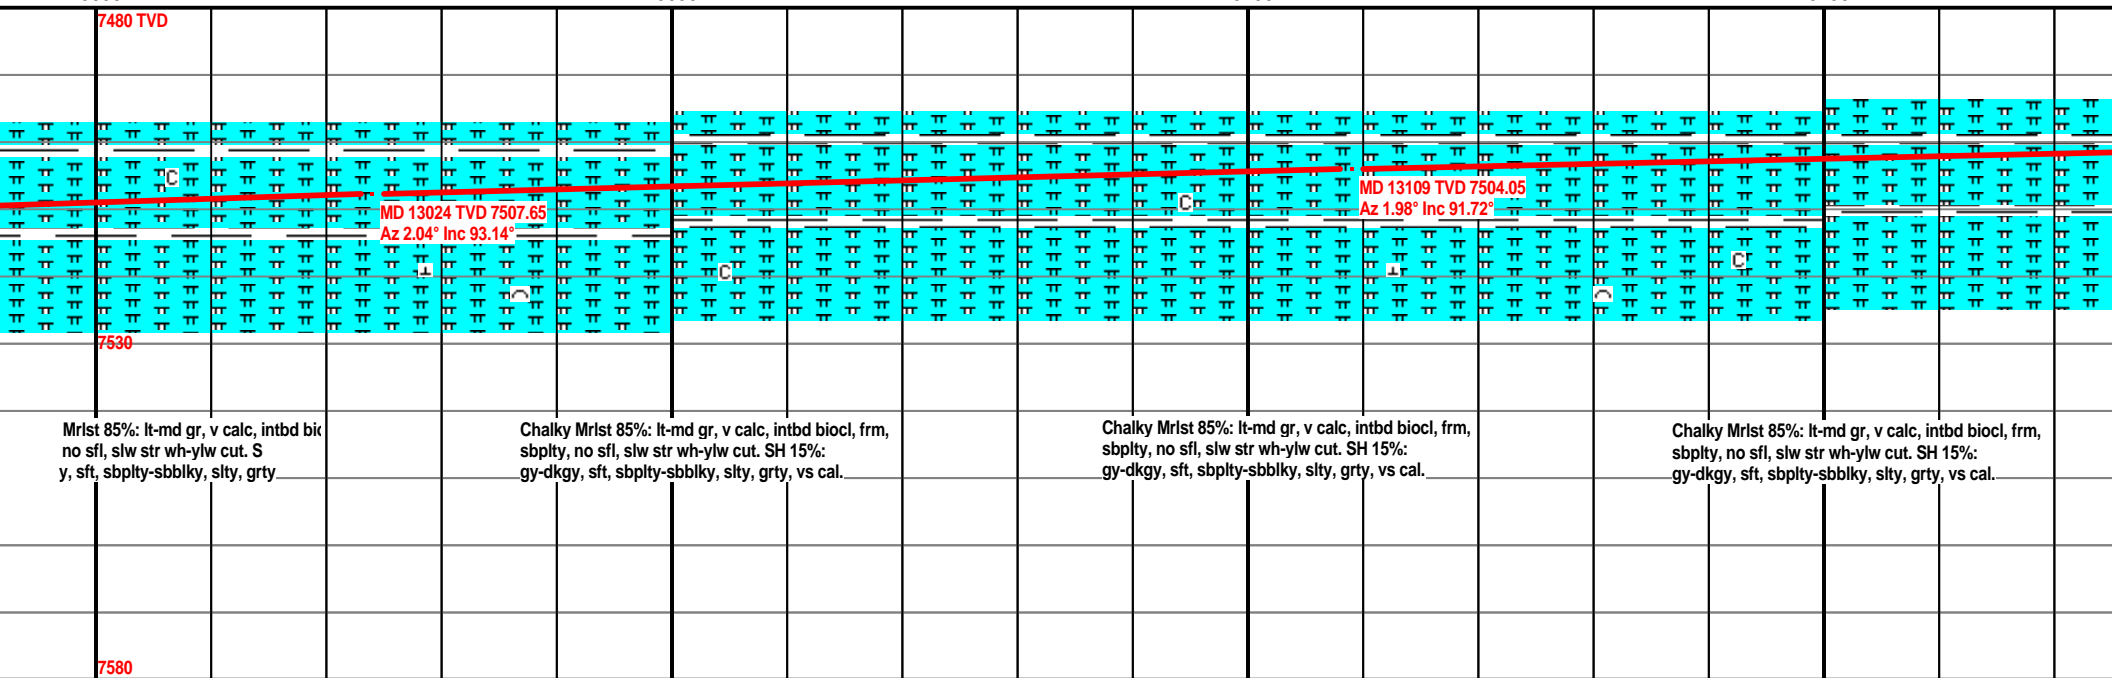 7480 TVD
C
C
MD 13024 TVD 7507.65
Az 2.04° Inc 93.14°
C
MD 13109 TVD 7504.05
Az 1.98° Inc 91.72°
C
7530
Mrlst 85%: lt-md gr, v calc, intbd
no sfl, slw str wh-ylw cut. S
y, sft, sbplty-sbblky, slty, grty
Chalky Mrlst 85%: lt-md gr, v calc, intbd biocl, frm,
sbplty, no sfl, slw str wh-ylw cut. SH 15%:
gy-dkgy, sft, sbplty-sbblky, slty, grty, vs cal.
Chalky Mrlst 85%: lt-md gr, v calc, intbd biocl, frm,
sbplty, no sfl, slw str wh-ylw cut. SH 15%:
gy-dkgy, sft, sbplty-sbblky, slty, grty, vs cal.
Chalky Mrlst 85%: lt-md gr, v calc, intbd biocl, frm,
sbplty, no sfl, slw str wh-ylw cut. SH 15%:
gy-dkgy, sft, sbplty-sbblky, slty, grty, vs cal.
7580